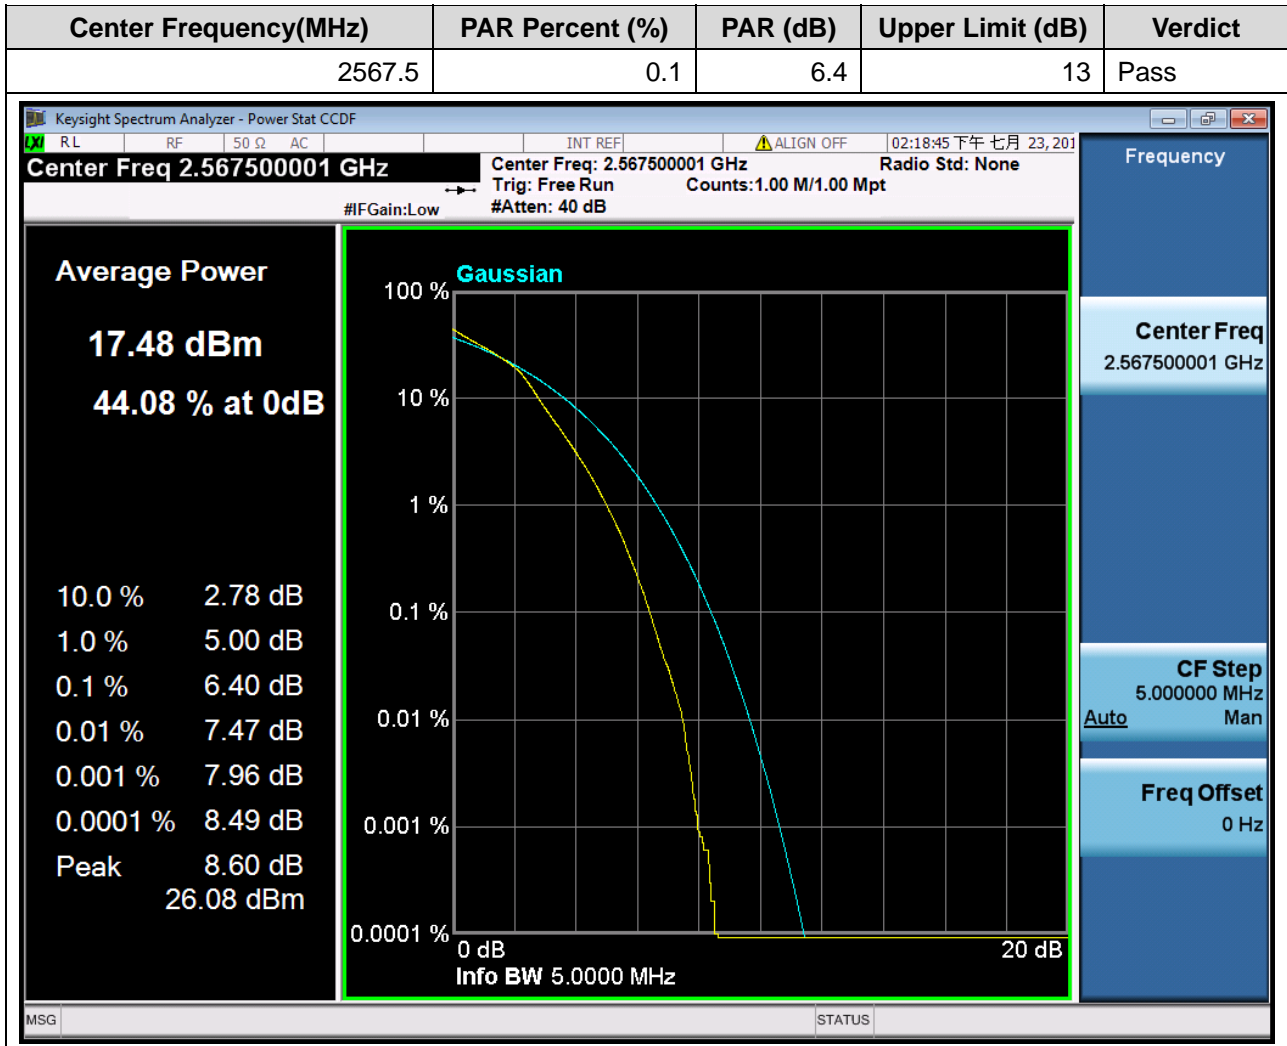 Center Frequency(MHz) PAR Percent (%) PAR (dB) Upper Limit (dB) Verdict
2567.5 0.1 6.4 13 Pass
Keysight Spectrum Analyzer - Power Stat CCDF
LXI RL RF 50 Ω AC INT REF ALIGN OFF 02:18:45 下午 七月 23, 201
Center Freq 2.567500001 GHz
Center Freq: 2.567500001 GHz Radio Std: None
Trig: Free Run Counts:1.00 M/1.00 Mpt
#IFGain:Low #Atten: 40 dB
Frequency
Average Power
17.48 dBm
44.08 % at 0dB
10.0 % 2.78 dB
1.0 % 5.00 dB
0.1 % 6.40 dB
0.01 % 7.47 dB
0.001 % 7.96 dB
0.0001 % 8.49 dB
Peak 8.60 dB
26.08 dBm
Gaussian
100 %
10 %
1 %
0.1 %
0.01 %
0.001 %
0.0001 %
0 dB 20 dB
Info BW 5.0000 MHz
Center Freq
2.567500001 GHz
CF Step
5.000000 MHz
Auto Man
Freq Offset
0 Hz
MSG STATUS